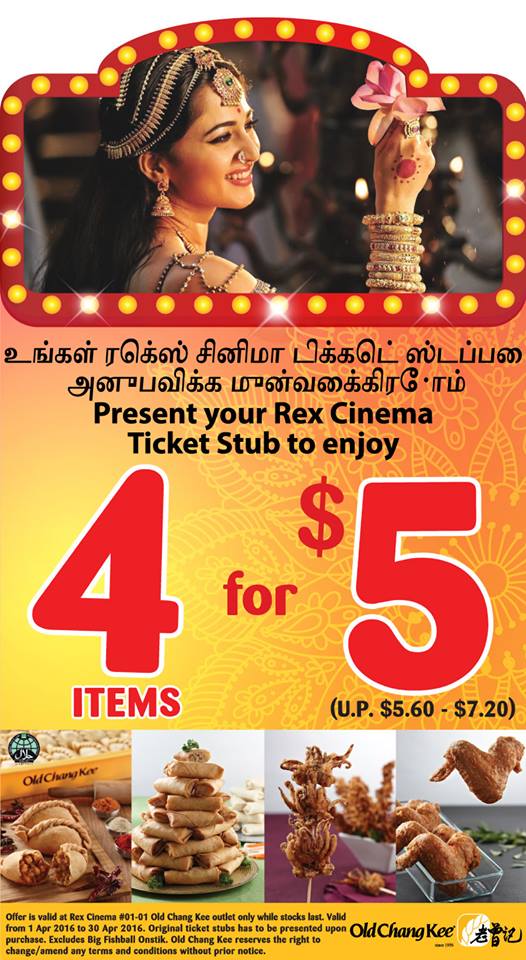 உங்கள் ரகெ்ஸ் சினிமா டிக்கடெ் ஸ்டப்பை
அனுபவிக்க முன்வகை்கிரோம்
Present your Rex Cinema
Ticket Stub to enjoy
4 for $5
ITEMS
(U.P. $5.60 - $7.20)
Old Chang Kee
Offer is valid at Rex Cinema #01-01 Old Chang Kee outlet only while stocks last. Valid
from 1 Apr 2016 to 30 Apr 2016. Original ticket stubs has to be presented upon
purchase. Excludes Big Fishball Onstik. Old Chang Kee reserves the right to
change/amend any terms and conditions without prior notice.
Old Chang Kee
since 1956
老曾记